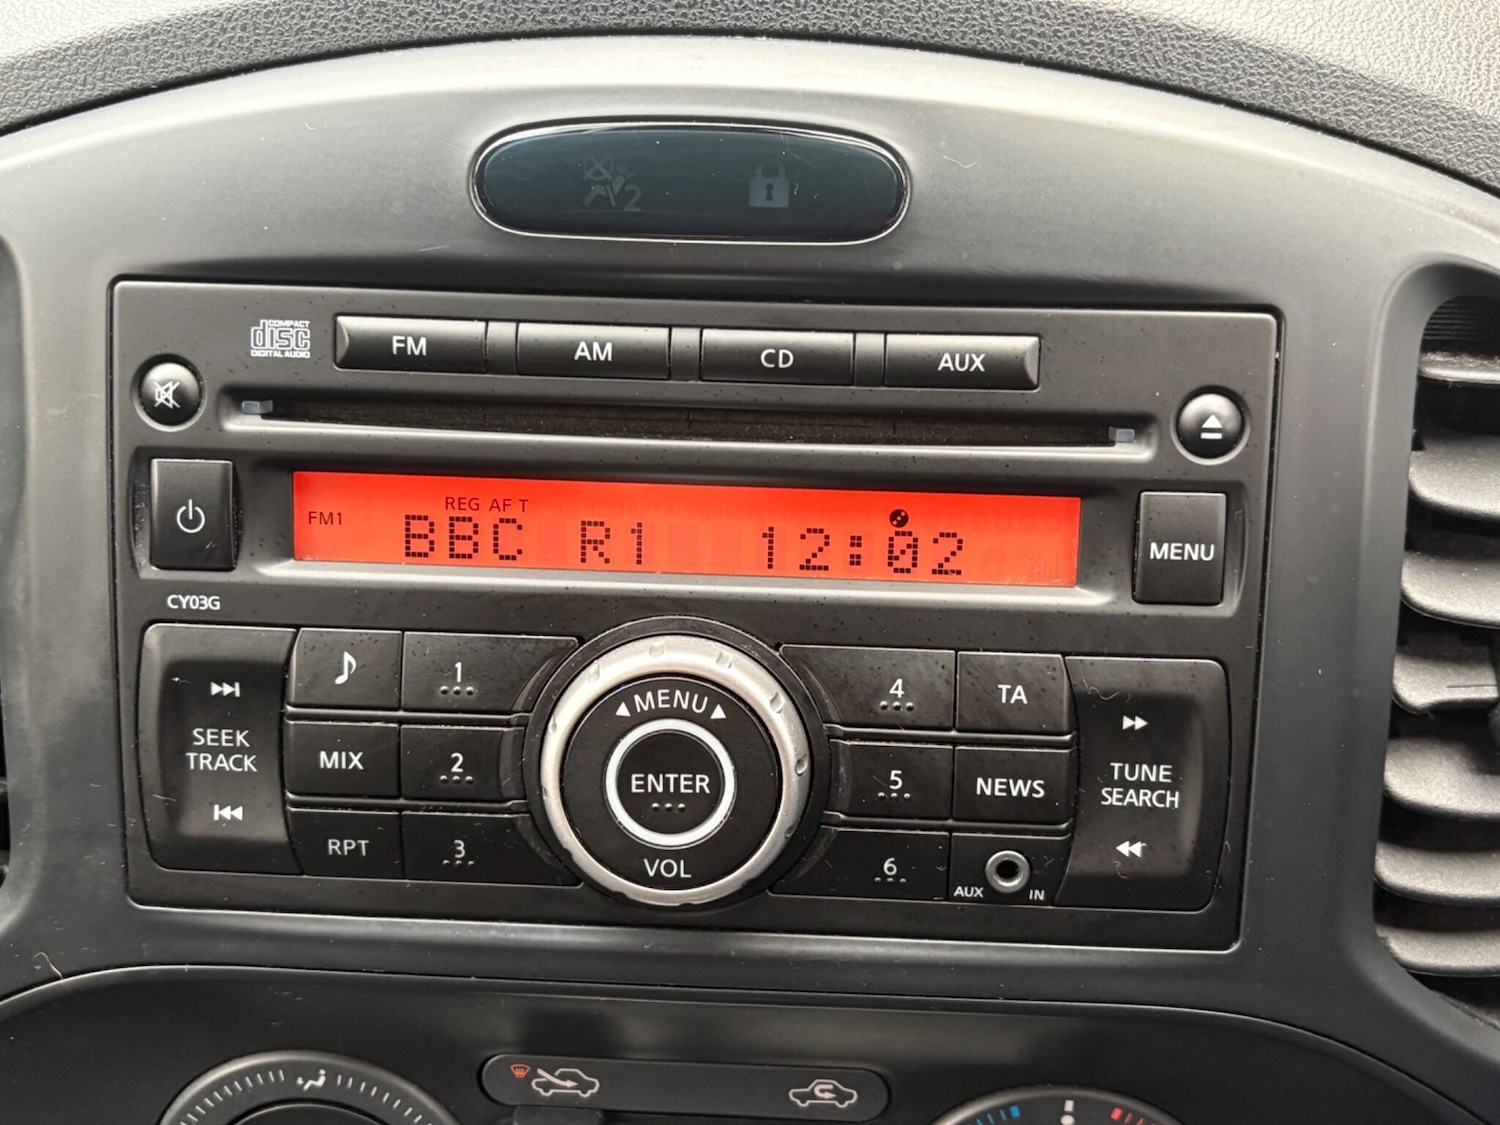 2
COMPACT
disc
DIGITAL AUDIO
FM AM CD AUX
REG AF T
FM1 BBC R1 12:02
MENU
CY03G
SEEK
TRACK
1
MIX
2
RPT
3
MENU
ENTER
VOL
4
TA
5
NEWS
6
AUX IN
TUNE
SEARCH